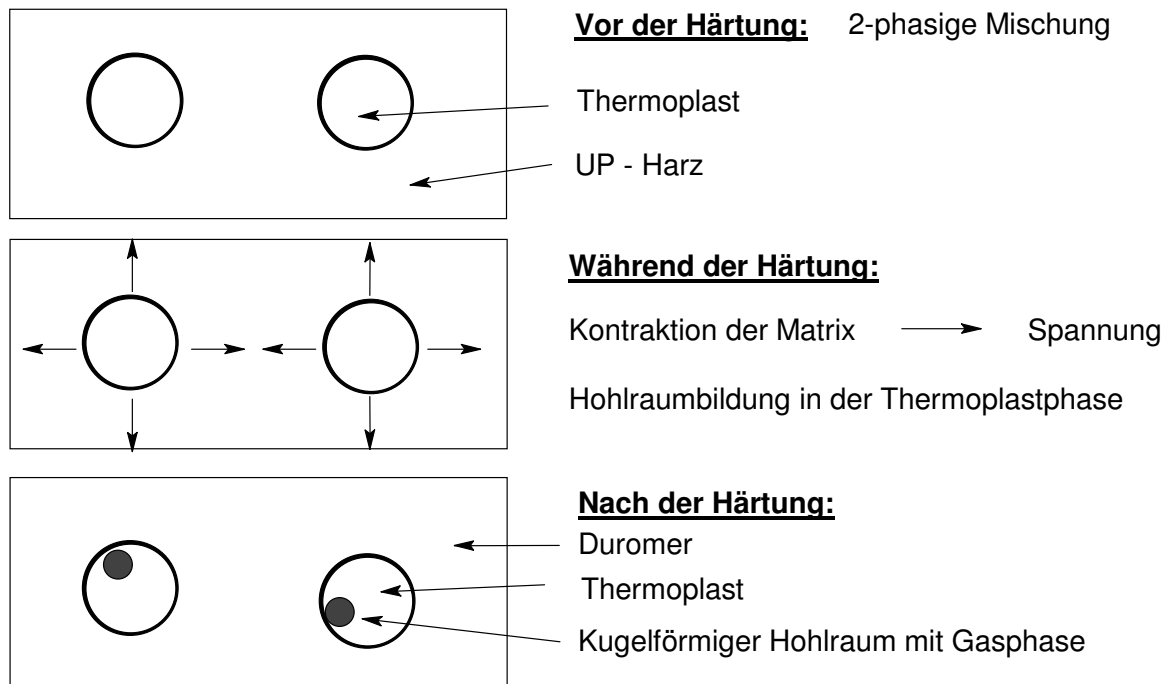 Vor der Härtung: 2-phasige Mischung
Thermoplast
UP - Harz
Während der Härtung:
Kontraktion der Matrix Spannung
Hohlraumbildung in der Thermoplastphase
Nach der Härtung:
Duromer
Thermoplast
Kugelförmiger Hohlraum mit Gasphase